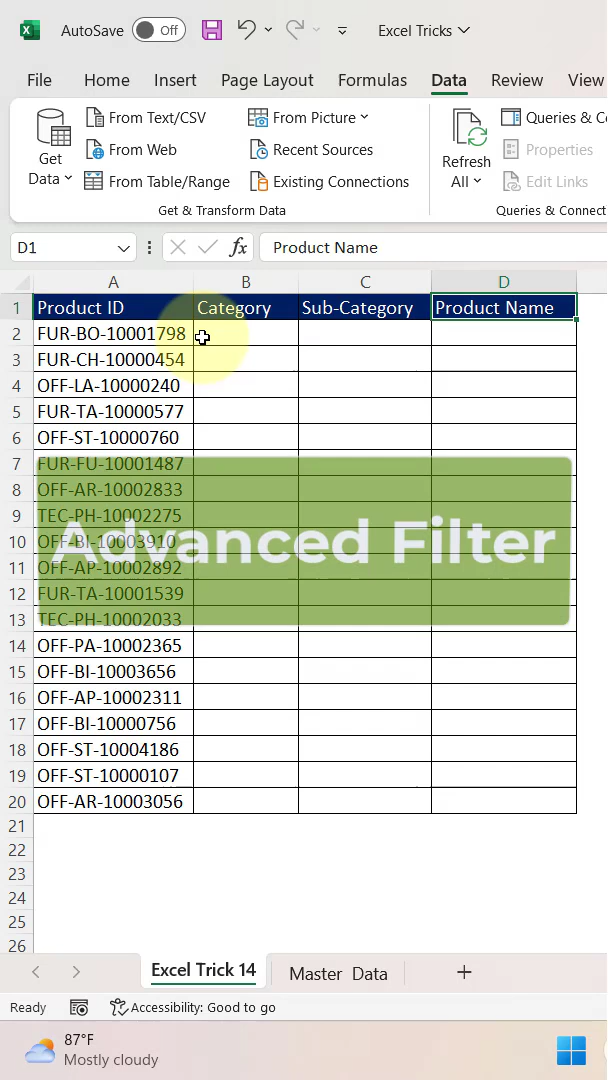 AutoSave Off Excel Tricks
File Home Insert Page Layout Formulas Data Review View
Get Data
From Text/CSV
From Web
From Table/Range
From Picture
Recent Sources
Existing Connections
Get & Transform Data
Refresh All
Queries & Co
Properties
Edit Links
Queries & Connect
D1 fx Product Name
A B C D
1 Product ID Category Sub-Category Product Name
2 FUR-BO-10001798
3 FUR-CH-10000454
4 OFF-LA-10000240
5 FUR-TA-10000577
6 OFF-ST-10000760
7 FUR-FU-10001487
8 OFF-AR-10002833
9 TEC-PH-10002275
10 OFF-BI-10003910
11 OFF-AP-10002892
12 FUR-TA-10001539
13 TEC-PH-10002033
Advanced Filter
14 OFF-PA-10002365
15 OFF-BI-10003656
16 OFF-AP-10002311
17 OFF-BI-10000756
18 OFF-ST-10004186
19 OFF-ST-10000107
20 OFF-AR-10003056
21
22
23
24
25
26
Excel Trick 14 Master Data
Ready Accessibility: Good to go
87°F
Mostly cloudy